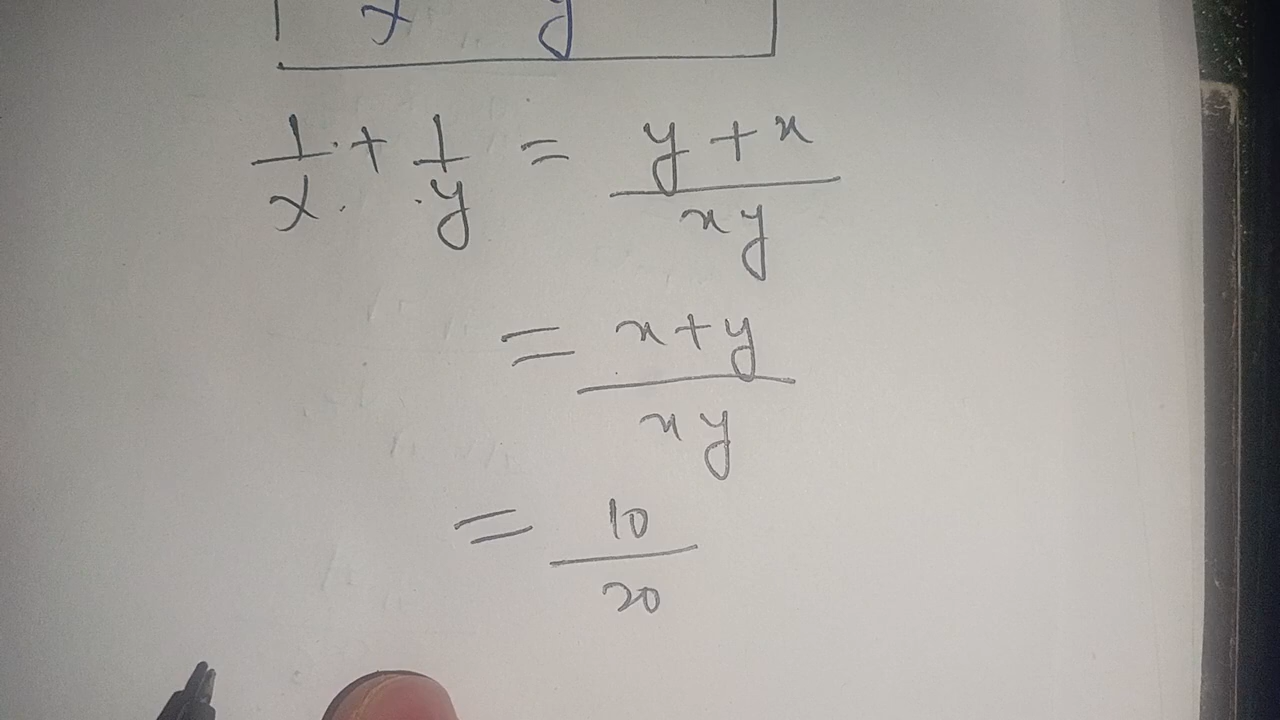 x y
1/x + 1/y = y + x / xy
= x + y / xy
= 10 / 20